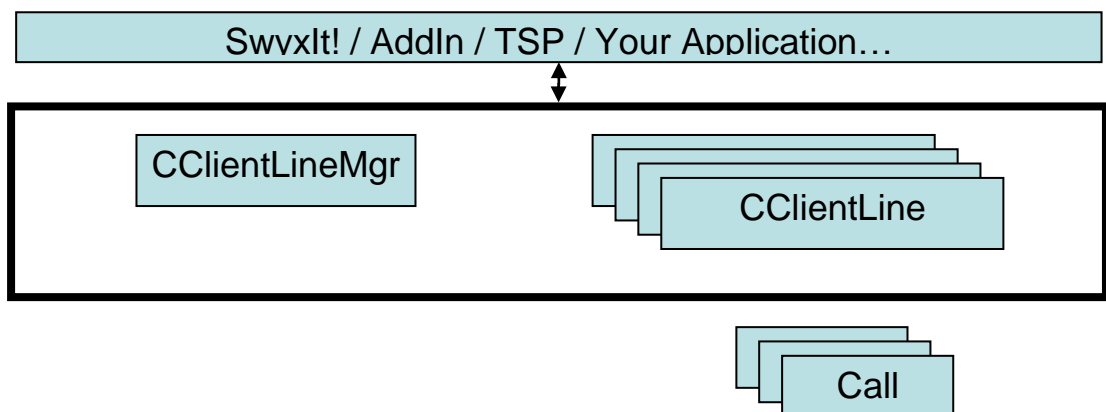 SwyxIt! / AddIn / TSP / Your Application…
CClientLineMgr
CClientLine
Call